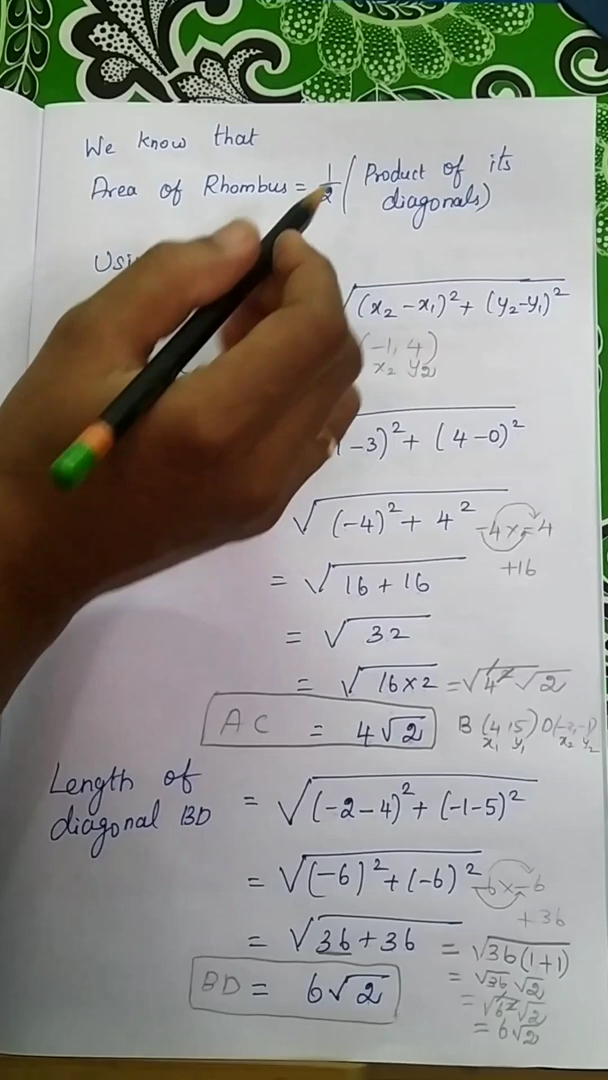 We know that
Area of Rhombus = 1/2 ( Product of its
diagonals)
Usi
√(x₂ - x₁)² + (y₂-y₁)²
(-1, 4)
x₂ y₂
-3)² + (4-0)²
√(-4)² + 4²
-4 x -4
+16
= √16 + 16
= √32
= √16×2 = √4² √2
AC = 4√2
B (4,5) D(-2,-1)
x₁ y₁ x₂ y₂
Length of
diagonal BD
= √(-2-4)² + (-1-5)²
= √(-6)² + (-6)²
-6 x -6
+36
= √36+36 = √36(1+1)
= √36 √2
= √6² √2
= 6√2
BD = 6√2